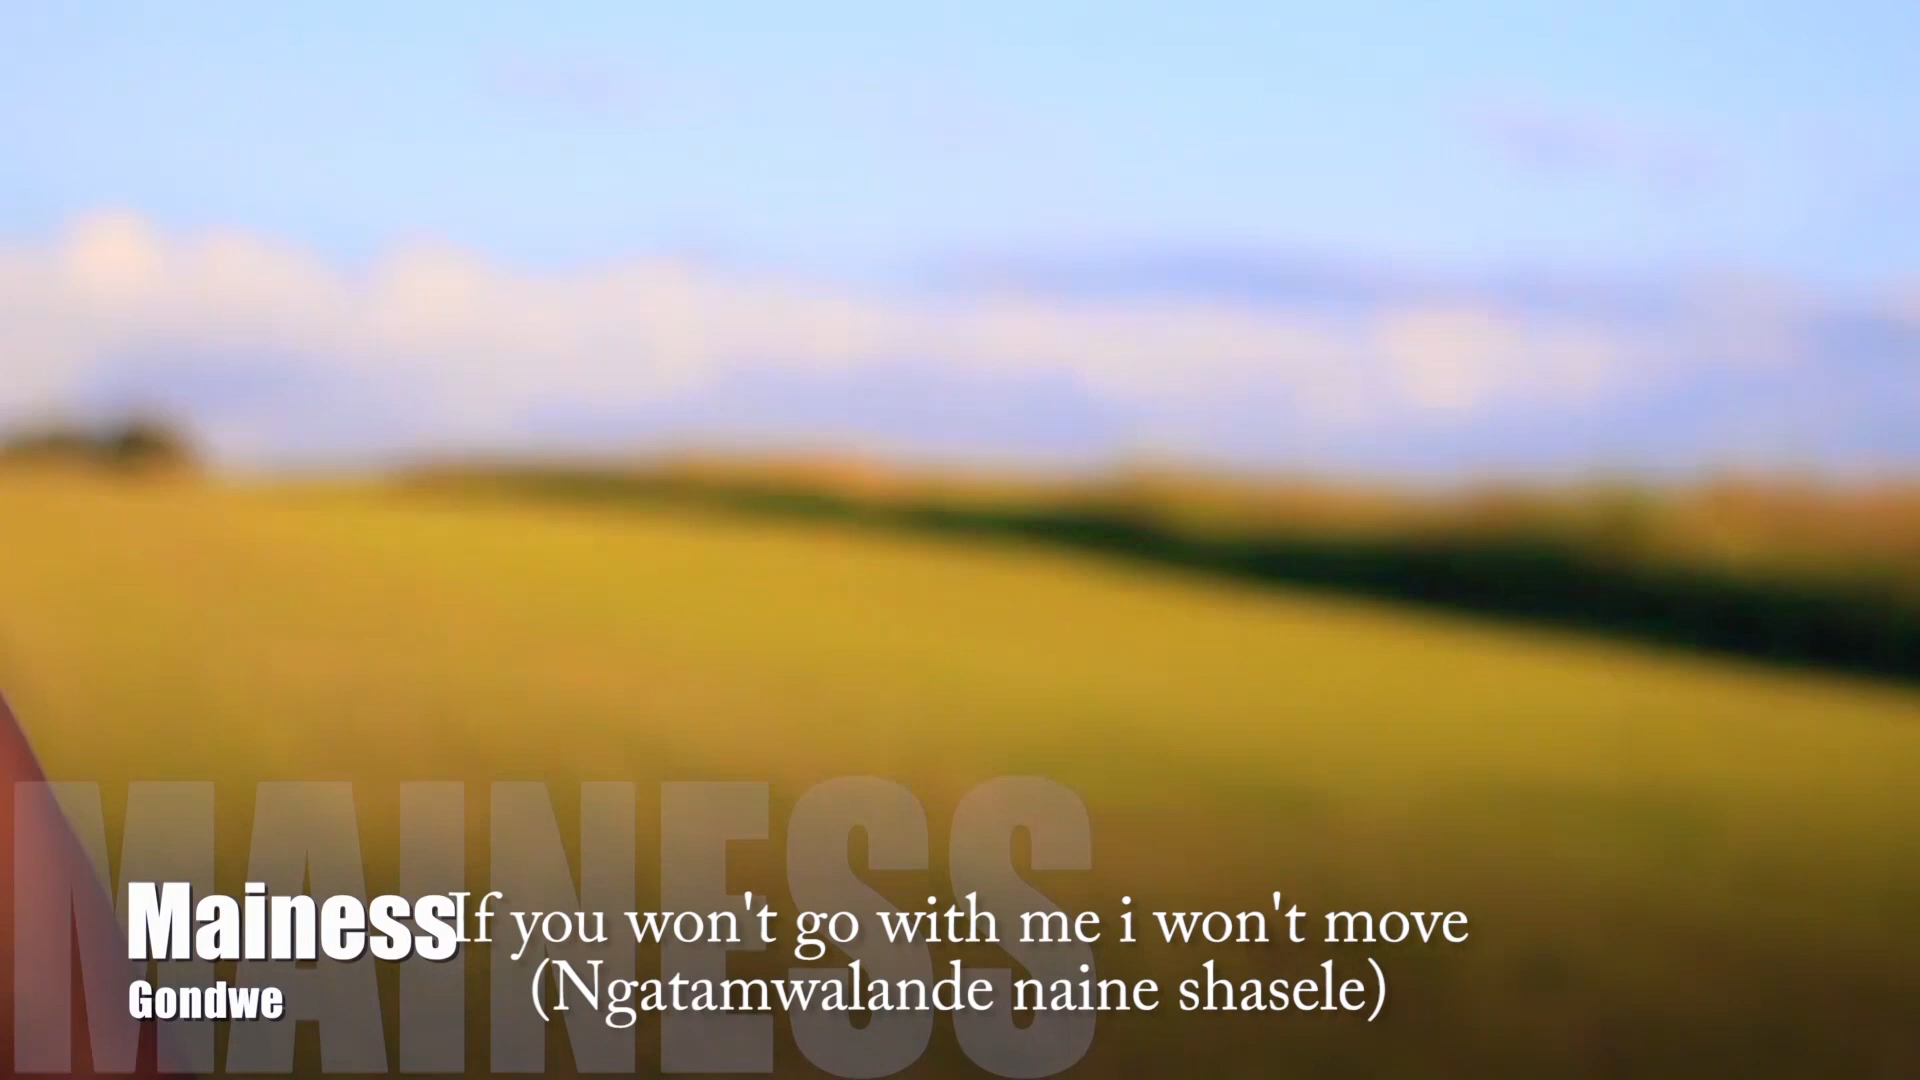 MAINESS
Mainess
Gondwe
If you won't go with me i won't move
(Ngatamwalande naine shasele)